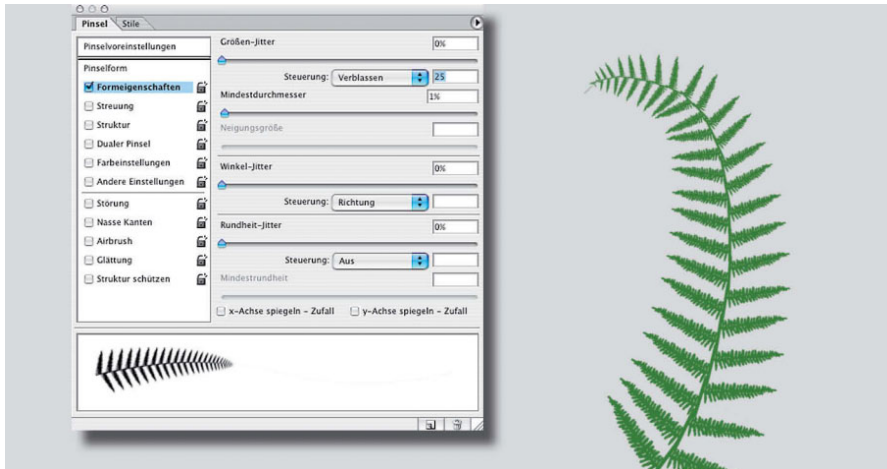 Pinsel Stile
Pinselvoreinstellungen
Pinselform
Formeigenschaften
Streuung
Struktur
Dualer Pinsel
Farbeinstellungen
Andere Einstellungen
Störung
Nasse Kanten
Airbrush
Glättung
Struktur schützen
Größen-Jitter 0%
Steuerung: Verblassen 25
Mindestdurchmesser 1%
Neigungsgröße
Winkel-Jitter 0%
Steuerung: Richtung
Rundheit-Jitter 0%
Steuerung: Aus
Mindestrundheit
x-Achse spiegeln - Zufall y-Achse spiegeln - Zufall